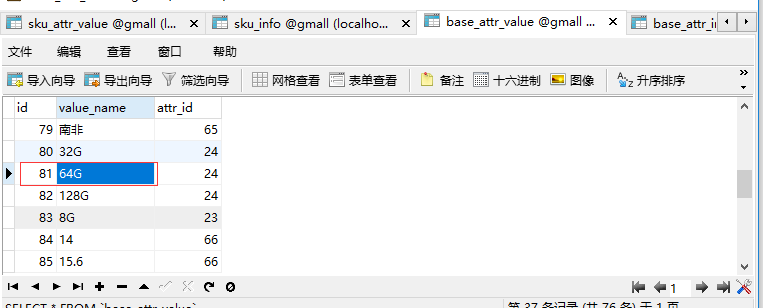 sku_attr_value @gmall (l... sku_info @gmall (localho... base_attr_value @gmall ... base_attr_i
文件 编辑 查看 窗口 帮助
导入向导 导出向导 筛选向导 网格查看 表单查看 备注 十六进制 图像 升序排序
id value_name attr_id
79 南非 65
80 32G 24
81 64G 24
82 128G 24
83 8G 23
84 14 66
85 15.6 66
1
SELECT * FROM `base_attr_value` 第 37 条记录 (共 76 条) 于 1 页